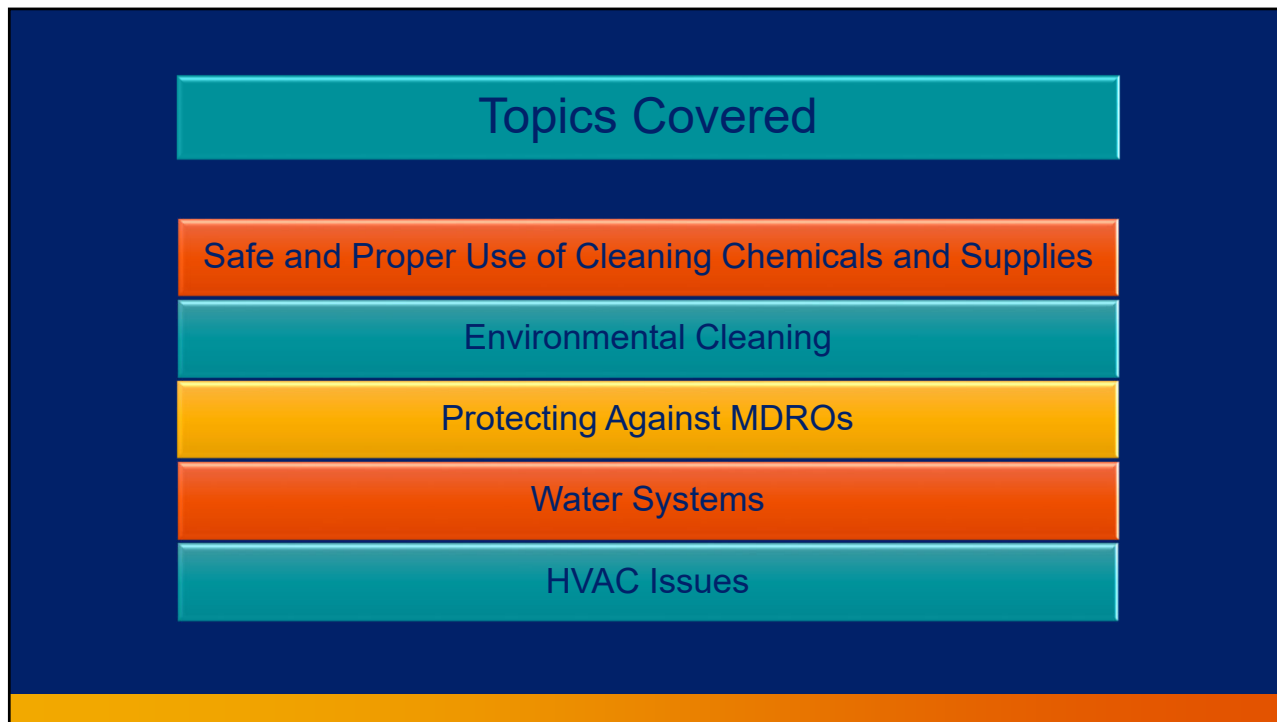 Topics Covered
Safe and Proper Use of Cleaning Chemicals and Supplies
Environmental Cleaning
Protecting Against MDROs
Water Systems
HVAC Issues